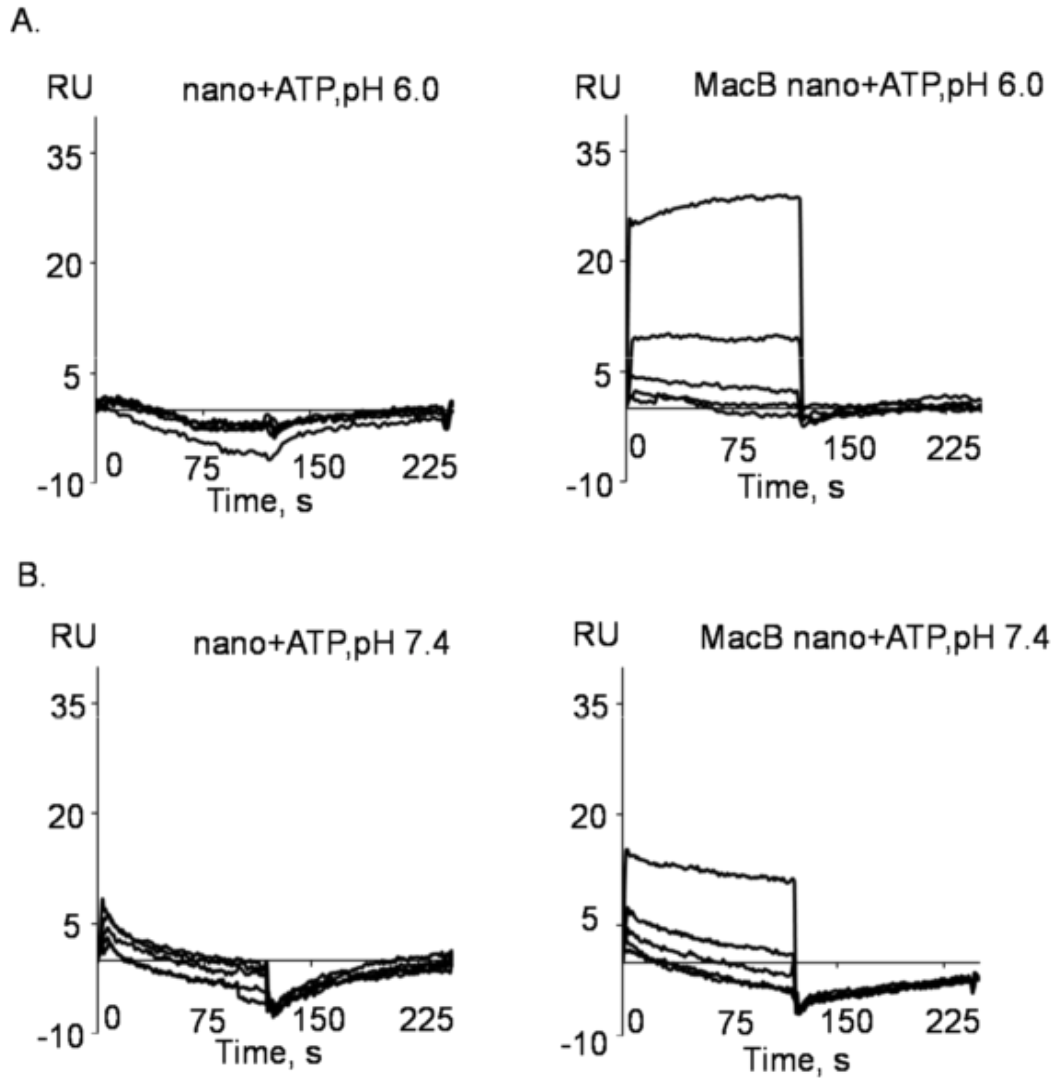 A.
RU nano+ATP,pH 6.0
35
20
5
-10
0 75 150 225
Time, s
RU MacB nano+ATP,pH 6.0
35
20
5
-10
0 75 150 225
Time, s
B.
RU nano+ATP,pH 7.4
35
20
5
-10
0 75 150 225
Time, s
RU MacB nano+ATP,pH 7.4
35
20
5
-10
0 75 150 225
Time, s